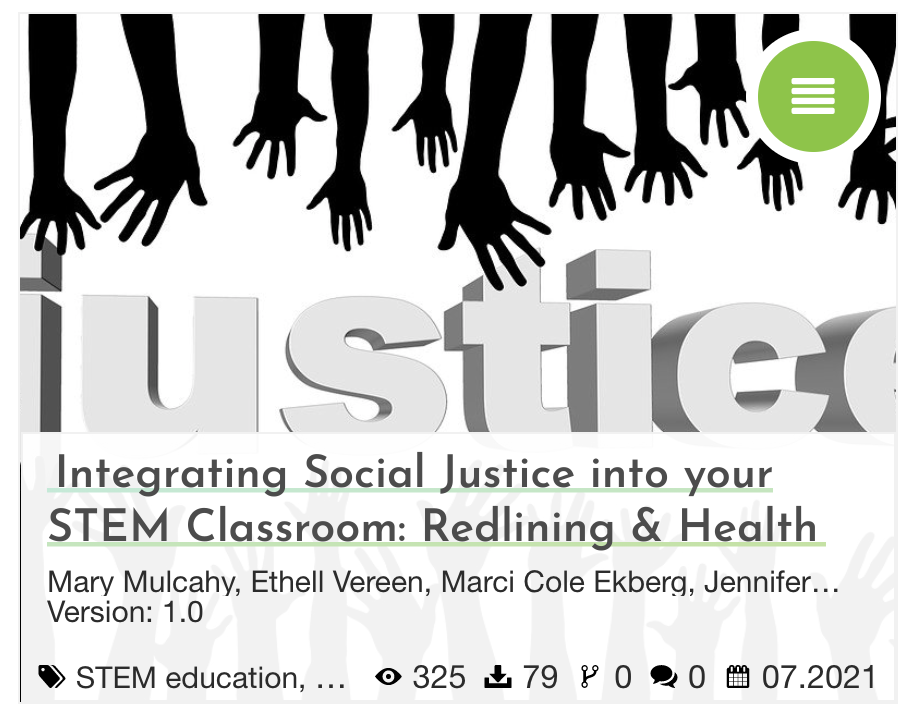 justice
Integrating Social Justice into your
STEM Classroom: Redlining & Health
Mary Mulcahy, Ethell Vereen, Marci Cole Ekberg, Jennifer…
Version: 1.0
STEM education, … 325 79 0 0 07.2021